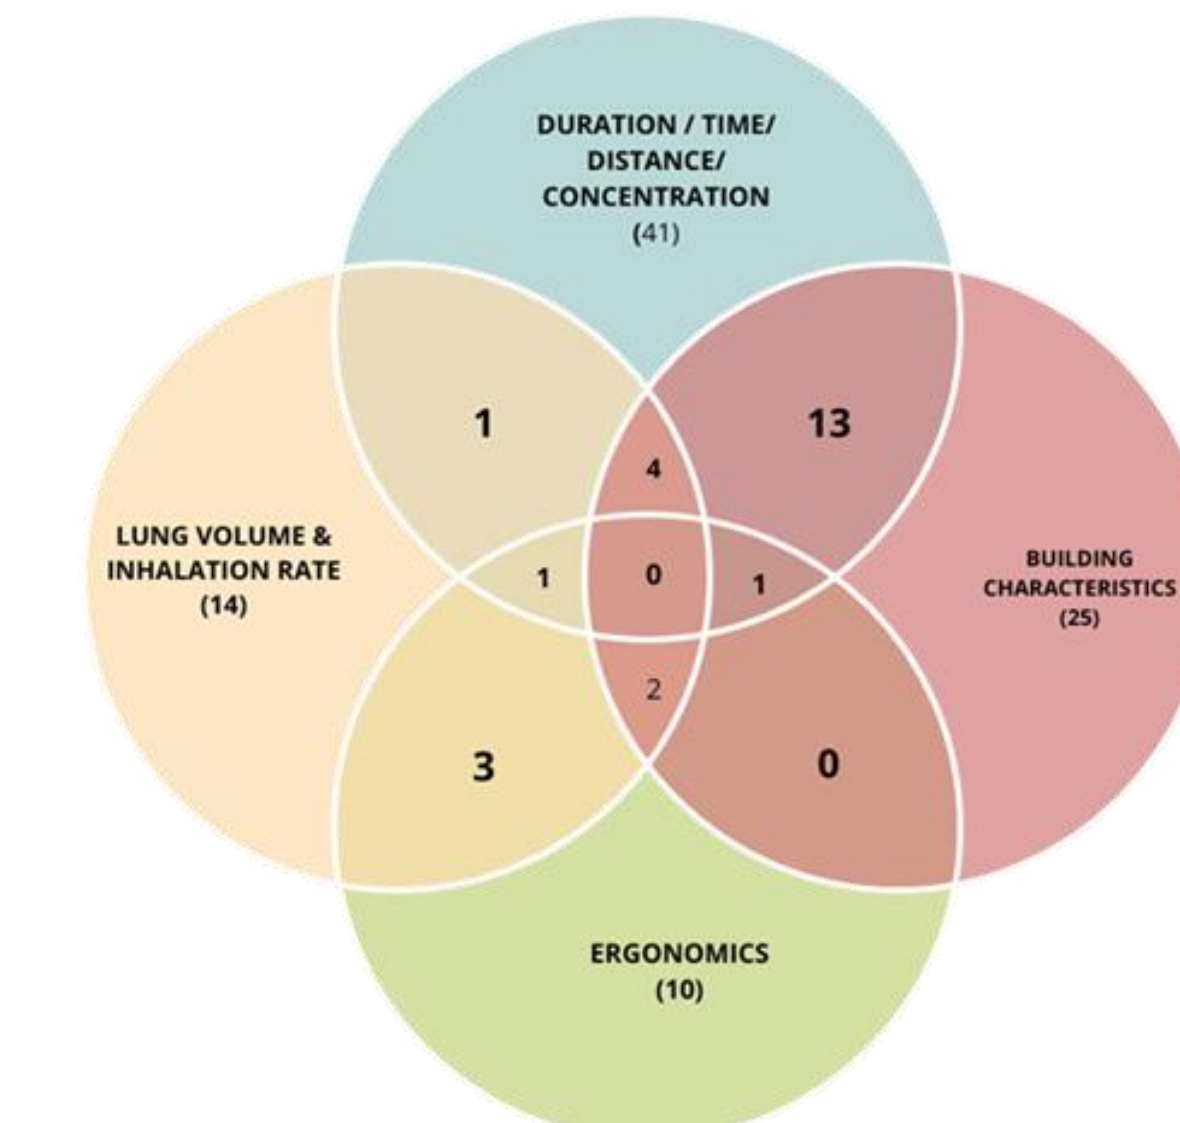 DURATION / TIME/
DISTANCE/
CONCENTRATION
(41)
1
13
4
LUNG VOLUME &
INHALATION RATE
(14)
1
0
1
BUILDING
CHARACTERISTICS
(25)
2
3
0
ERGONOMICS
(10)